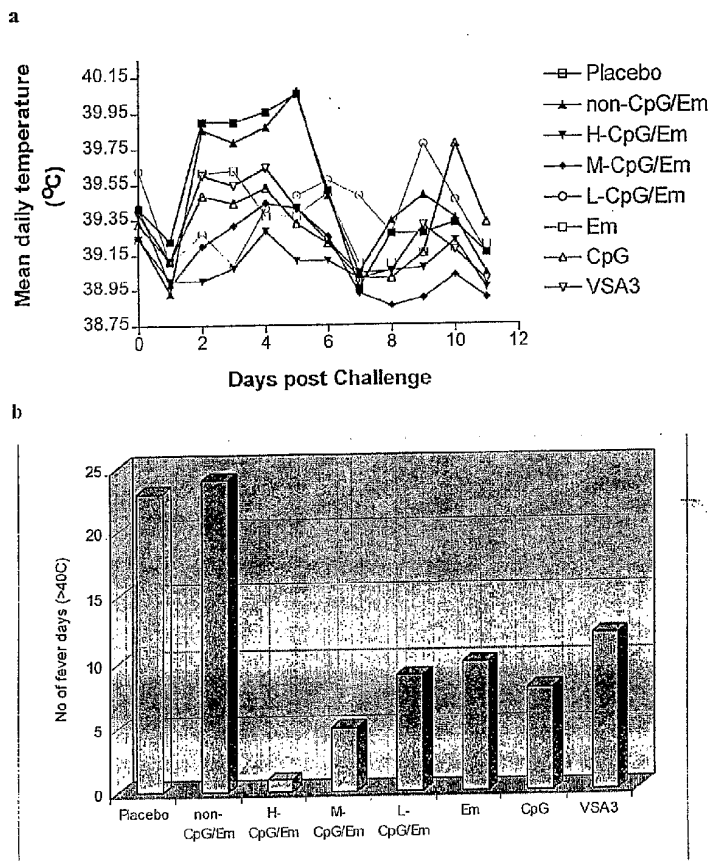 a
Mean daily temperature
(ºC)
40.15
39.95
39.75
39.55
39.35
39.15
38.95
38.75
0
2
4
6
8
10
12
Days post Challenge
Placebo
non-CpG/Em
H-CpG/Em
M-CpG/Em
L-CpG/Em
Em
CpG
VSA3
b
No of fever days (>40C)
25
20
15
10
5
0
Placebo
non-
CpG/Em
H-
CpG/Em
M-
CpG/Em
L-
CpG/Em
Em
CpG
VSA3